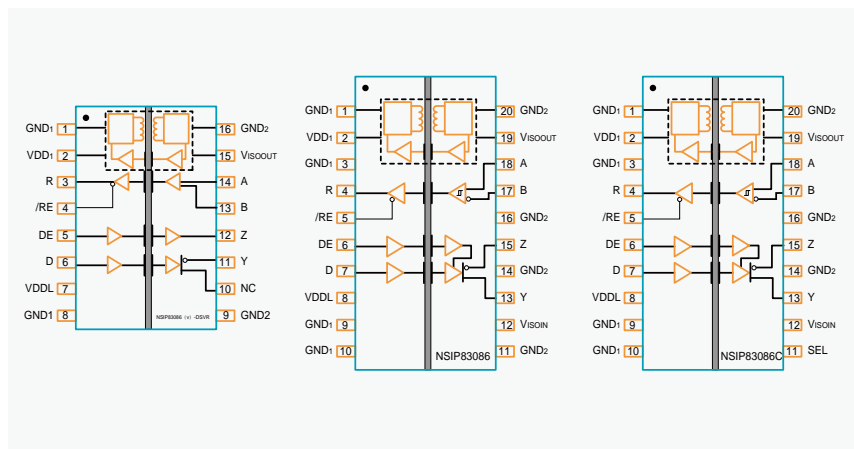 GND1 1 16 GND2
VDD1 2 15 VISOOUT
R 3 14 A
/RE 4 13 B
DE 5 12 Z
D 6 11 Y
VDDL 7 10 NC
GND1 8 9 GND2
NSIP83086 (v) -DSVR
GND1 1 20 GND2
VDD1 2 19 VISOOUT
GND1 3 18 A
R 4 17 B
/RE 5 16 GND2
DE 6 15 Z
D 7 14 GND2
VDDL 8 13 Y
GND1 9 12 VISOIN
GND1 10 11 GND2
NSIP83086
GND1 1 20 GND2
VDD1 2 19 VISOOUT
GND1 3 18 A
R 4 17 B
/RE 5 16 GND2
DE 6 15 Z
D 7 14 GND2
VDDL 8 13 Y
GND1 9 12 VISOIN
GND1 10 11 SEL
NSIP83086C